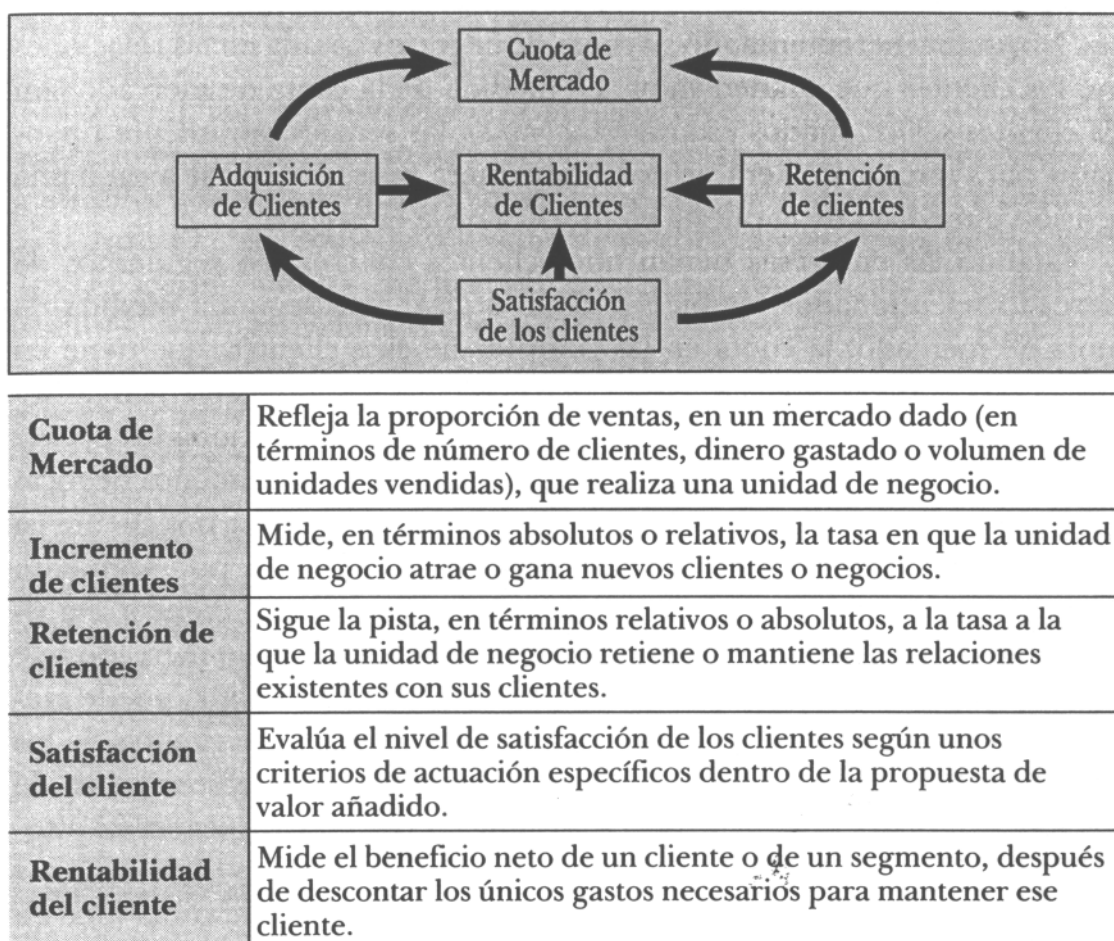 Cuota de
Mercado
Adquisición
de Clientes
Rentabilidad
de Clientes
Retención
de clientes
Satisfacción
de los clientes
Cuota de
Mercado
Refleja la proporción de ventas, en un mercado dado (en
términos de número de clientes, dinero gastado o volumen de
unidades vendidas), que realiza una unidad de negocio.
Incremento
de clientes
Mide, en términos absolutos o relativos, la tasa en que la unidad
de negocio atrae o gana nuevos clientes o negocios.
Retención de
clientes
Sigue la pista, en términos relativos o absolutos, a la tasa a la
que la unidad de negocio retiene o mantiene las relaciones
existentes con sus clientes.
Satisfacción
del cliente
Evalúa el nivel de satisfacción de los clientes según unos
criterios de actuación específicos dentro de la propuesta de
valor añadido.
Rentabilidad
del cliente
Mide el beneficio neto de un cliente o de un segmento, después
de descontar los únicos gastos necesarios para mantener ese
cliente.